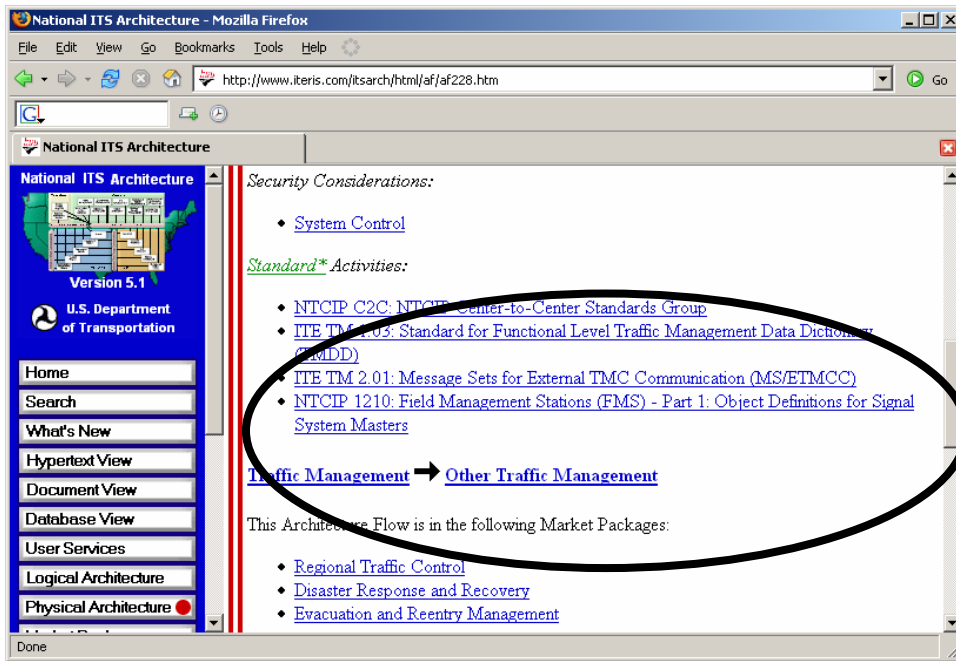 National ITS Architecture - Mozilla Firefox
File Edit View Go Bookmarks Tools Help
http://www.iteris.com/itsarch/html/af/af228.htm
Go
G
National ITS Architecture
National ITS Architecture
Version 5.1
U.S. Department
of Transportation
Home
Search
What's New
Hypertext View
Document View
Database View
User Services
Logical Architecture
Physical Architecture
Security Considerations:
• System Control
Standard* Activities:
• NTCIP C2C: NTCIP Center-to-Center Standards Group
• ITE TM 1.03: Standard for Functional Level Traffic Management Data Dictionary
(TMDD)
• ITE TM 2.01: Message Sets for External TMC Communication (MS/ETMCC)
• NTCIP 1210: Field Management Stations (FMS) - Part 1: Object Definitions for Signal
System Masters
Traffic Management → Other Traffic Management
This Architecture Flow is in the following Market Packages:
• Regional Traffic Control
• Disaster Response and Recovery
• Evacuation and Reentry Management
Done